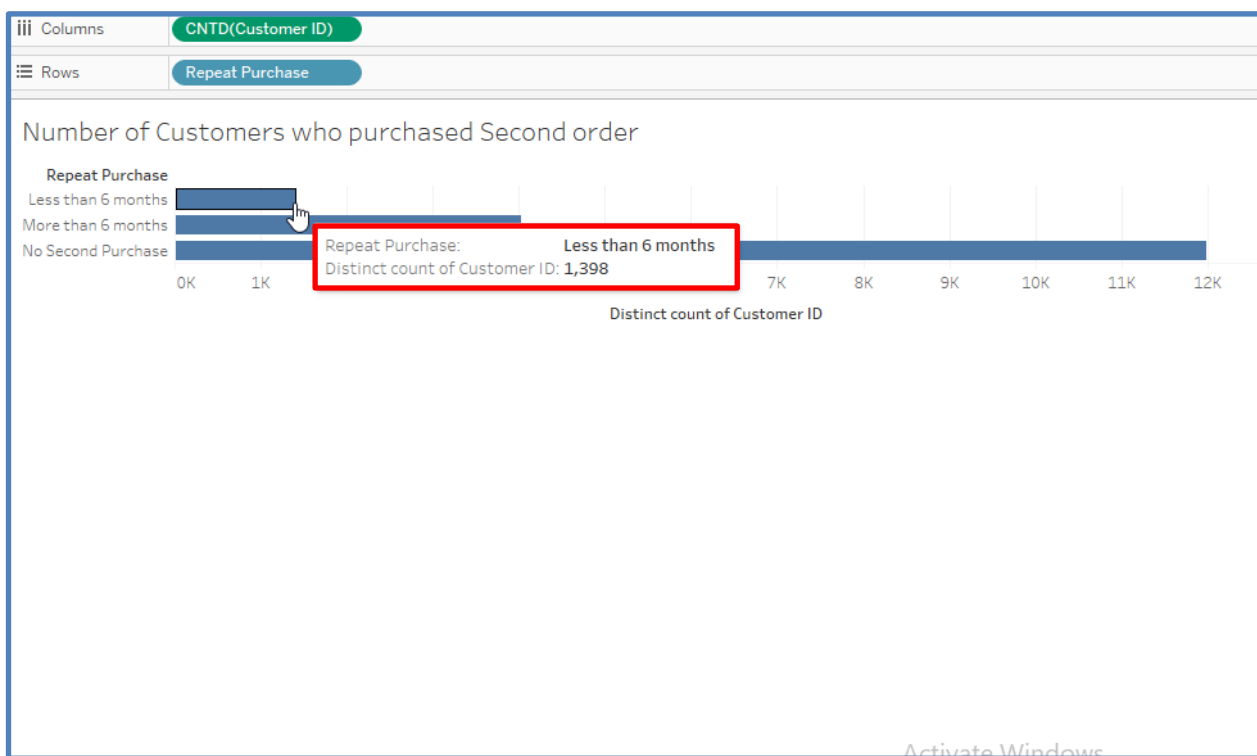 Columns CNTD(Customer ID)
Rows Repeat Purchase
Number of Customers who purchased Second order
Repeat Purchase
Less than 6 months
More than 6 months
No Second Purchase
Repeat Purchase: Less than 6 months
Distinct count of Customer ID: 1,398
0K 1K 7K 8K 9K 10K 11K 12K
Distinct count of Customer ID
Activate Windows